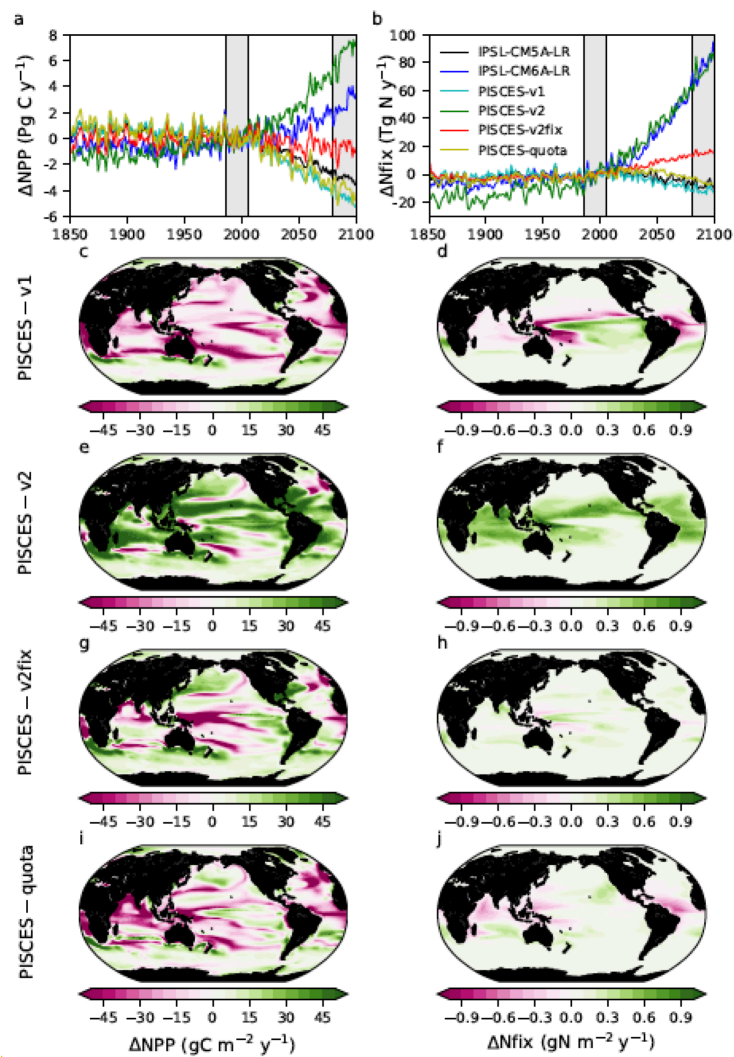 a
b
ΔNPP (Pg C y⁻¹)
8
6
4
2
0
−2
−4
−6
1850 1900 1950 2000 2050 2100
ΔNfix (Tg N y⁻¹)
100
80
60
40
20
0
−20
IPSL-CM5A-LR
IPSL-CM6A-LR
PISCES-v1
PISCES-v2
PISCES-v2fix
PISCES-quota
1850 1900 1950 2000 2050 2100
c
d
PISCES − v1
−45 −30 −15 0 15 30 45
−0.9 −0.6 −0.3 0.0 0.3 0.6 0.9
e
f
PISCES − v2
−45 −30 −15 0 15 30 45
−0.9 −0.6 −0.3 0.0 0.3 0.6 0.9
g
h
PISCES − v2fix
−45 −30 −15 0 15 30 45
−0.9 −0.6 −0.3 0.0 0.3 0.6 0.9
i
j
PISCES − quota
−45 −30 −15 0 15 30 45
−0.9 −0.6 −0.3 0.0 0.3 0.6 0.9
ΔNPP (gC m⁻² y⁻¹)
ΔNfix (gN m⁻² y⁻¹)